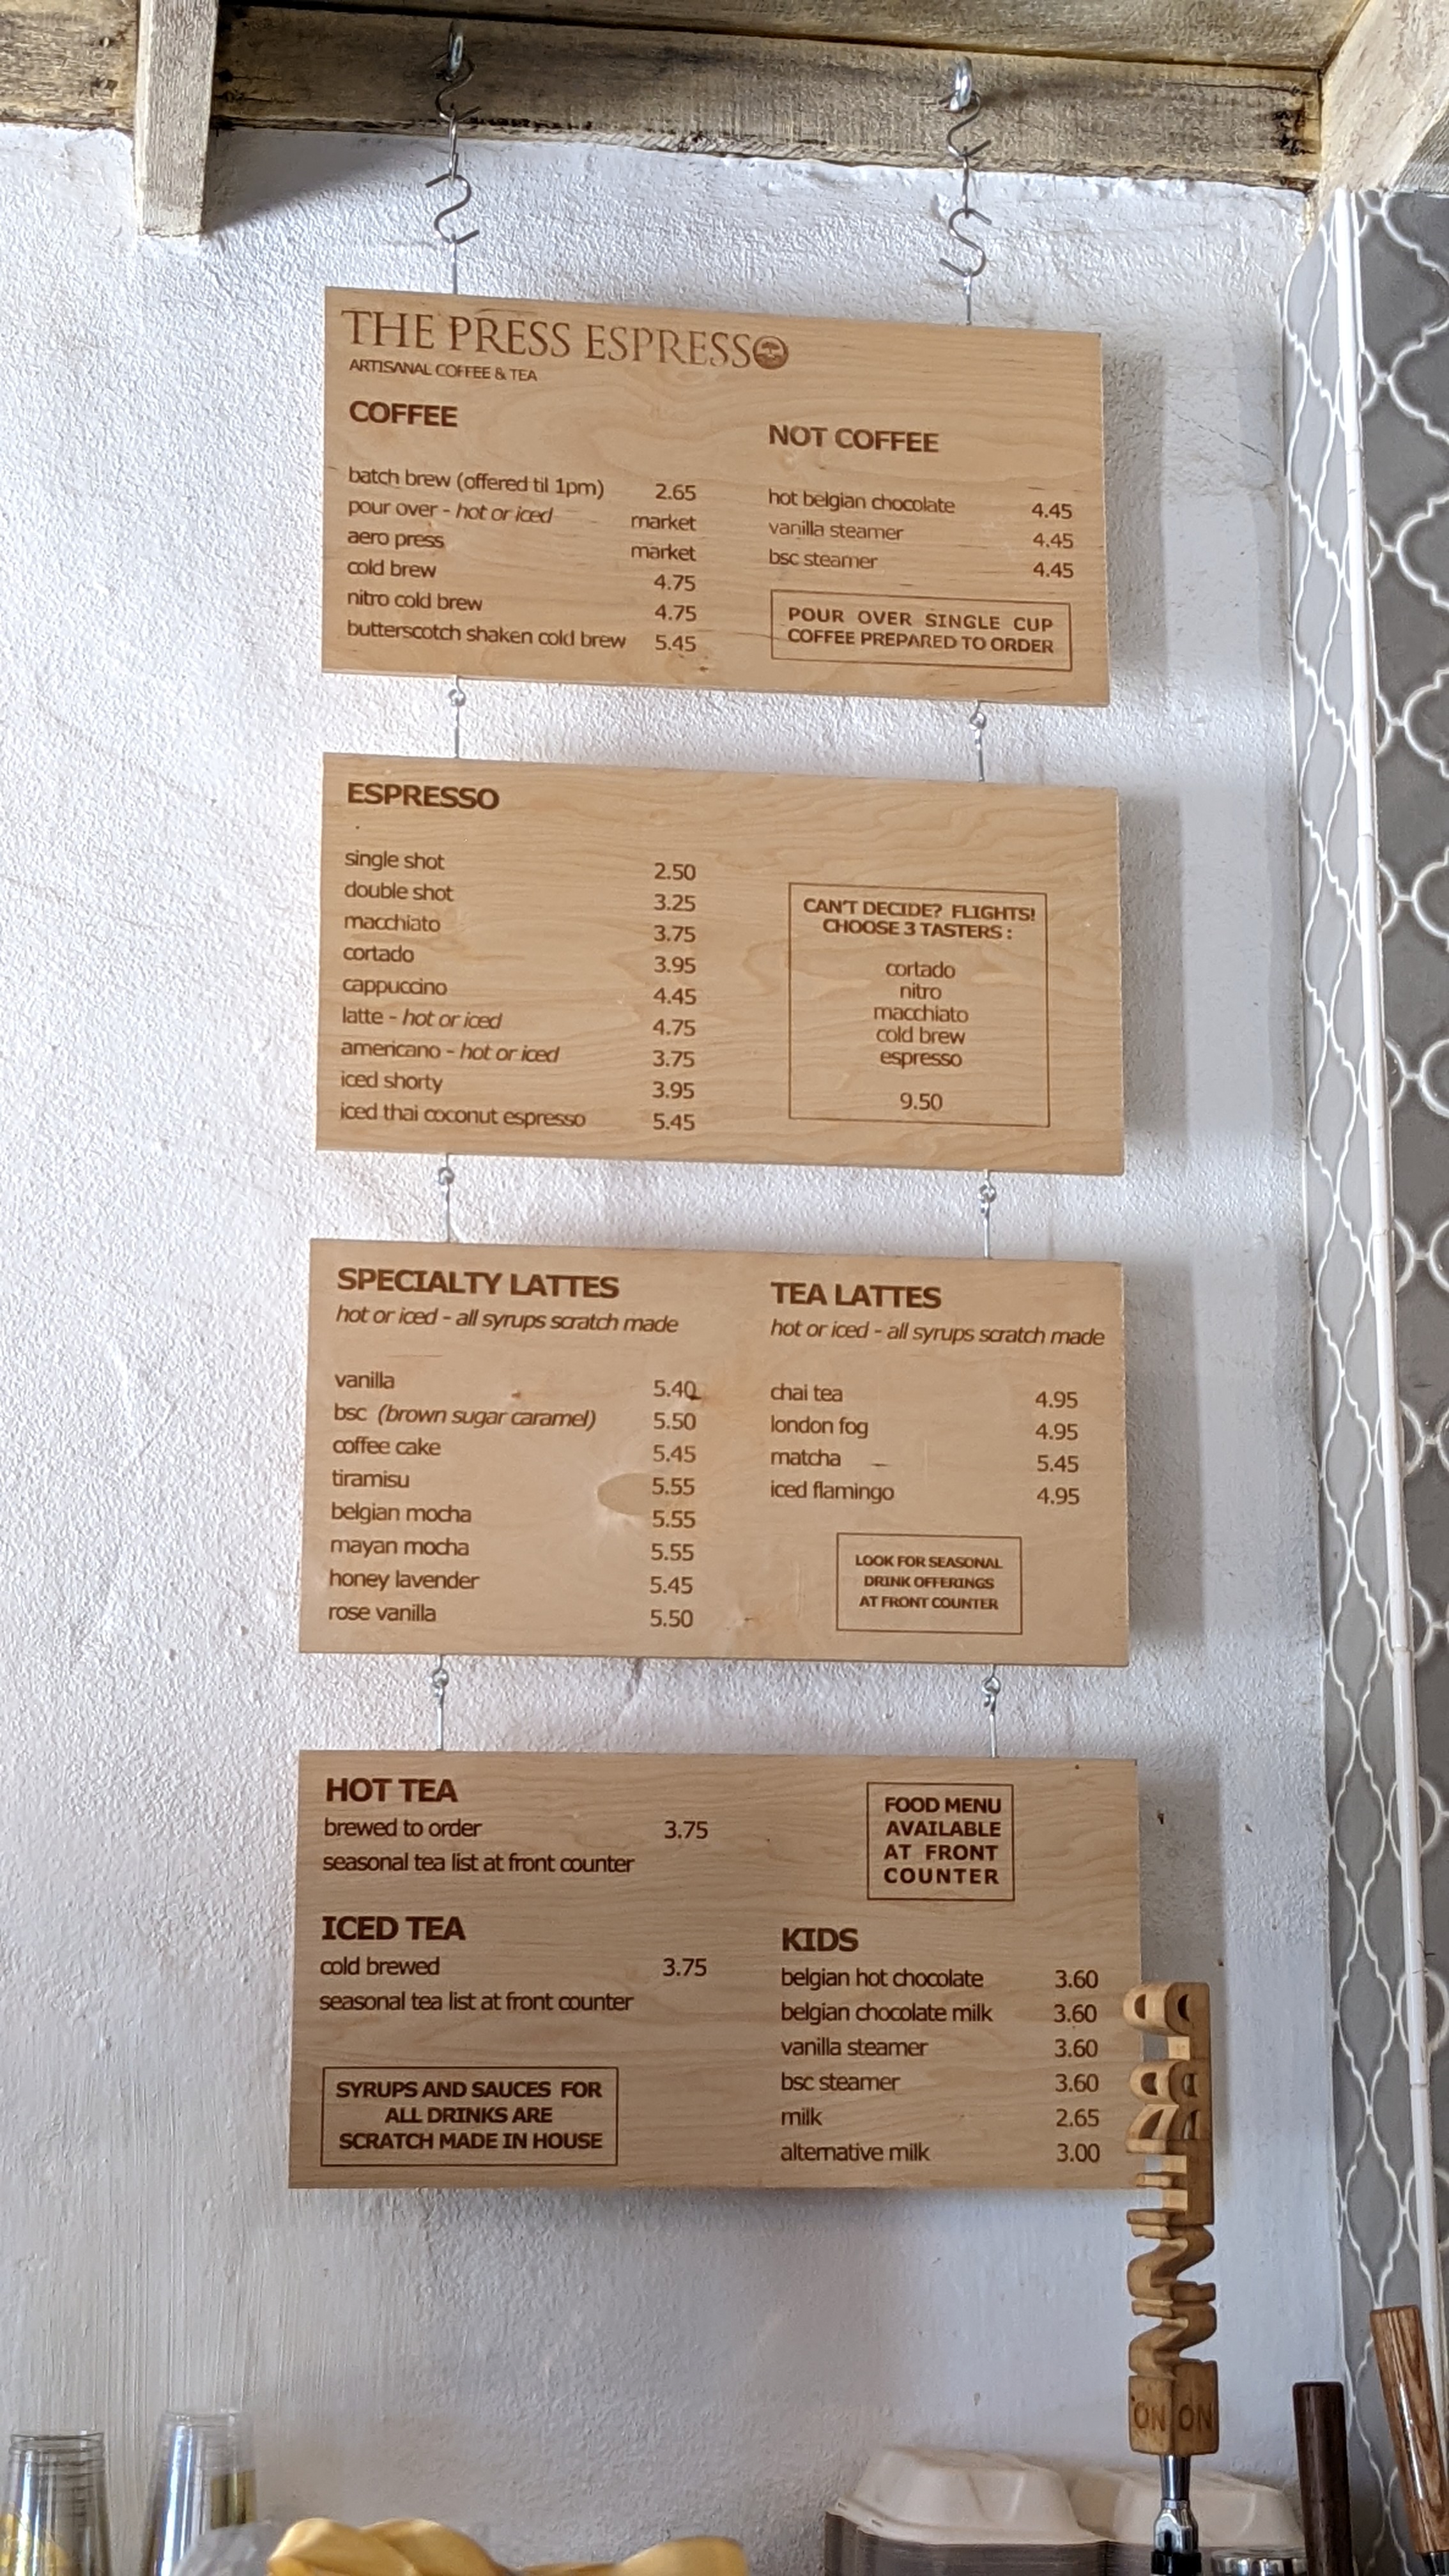 THE PRESS ESPRESSO
ARTISANAL COFFEE & TEA
COFFEE
batch brew (offered til 1pm) 2.65
pour over - hot or iced market
aero press market
cold brew 4.75
nitro cold brew 4.75
butterscotch shaken cold brew 5.45
NOT COFFEE
hot belgian chocolate 4.45
vanilla steamer 4.45
bsc steamer 4.45
POUR OVER SINGLE CUP
COFFEE PREPARED TO ORDER
ESPRESSO
single shot 2.50
double shot 3.25
macchiato 3.75
cortado 3.95
cappuccino 4.45
latte - hot or iced 4.75
americano - hot or iced 3.75
iced shorty 3.95
iced thai coconut espresso 5.45
CAN'T DECIDE? FLIGHTS!
CHOOSE 3 TASTERS :
cortado
nitro
macchiato
cold brew
espresso
9.50
SPECIALTY LATTES
hot or iced - all syrups scratch made
vanilla 5.40
bsc (brown sugar caramel) 5.50
coffee cake 5.45
tiramisu 5.55
belgian mocha 5.55
mayan mocha 5.55
honey lavender 5.45
rose vanilla 5.50
TEA LATTES
hot or iced - all syrups scratch made
chai tea 4.95
london fog 4.95
matcha 5.45
iced flamingo 4.95
LOOK FOR SEASONAL
DRINK OFFERINGS
AT FRONT COUNTER
HOT TEA
brewed to order 3.75
seasonal tea list at front counter
ICED TEA
cold brewed 3.75
seasonal tea list at front counter
SYRUPS AND SAUCES FOR
ALL DRINKS ARE
SCRATCH MADE IN HOUSE
FOOD MENU
AVAILABLE
AT FRONT
COUNTER
KIDS
belgian hot chocolate 3.60
belgian chocolate milk 3.60
vanilla steamer 3.60
bsc steamer 3.60
milk 2.65
alternative milk 3.00
ON ON